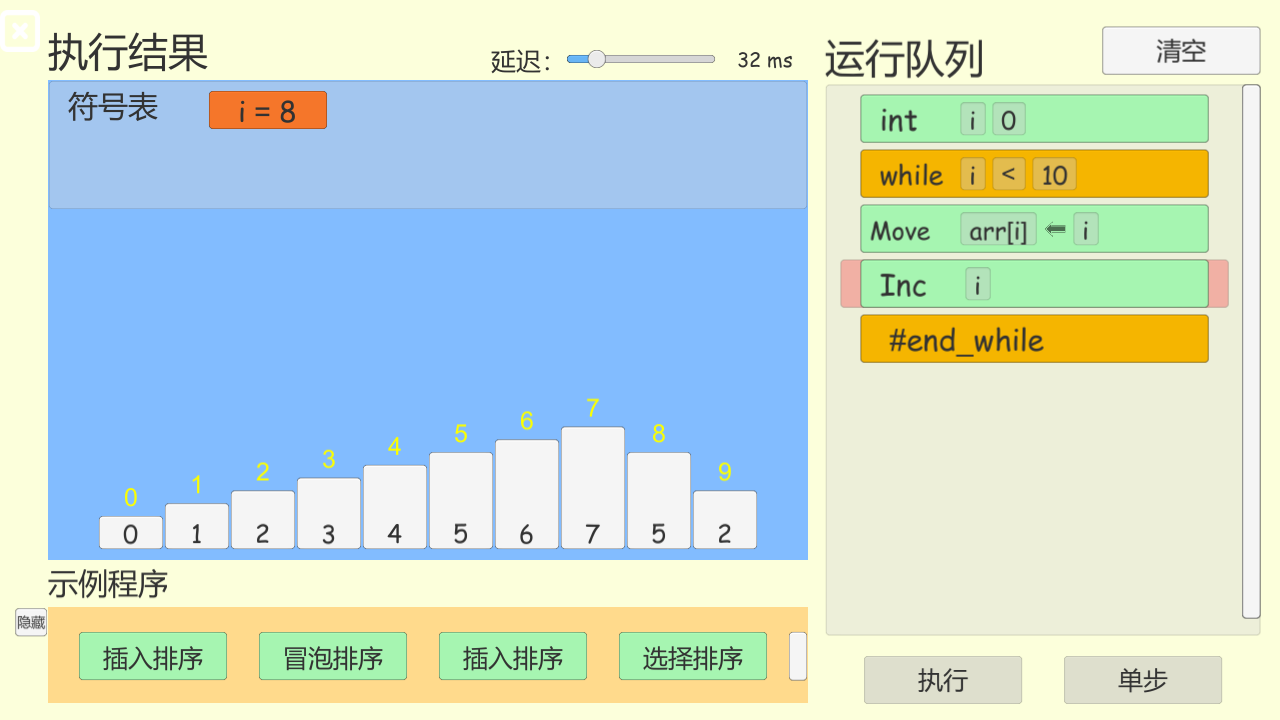 执行结果
延迟： 32 ms
符号表 i = 8
0 1 2 3 4 5 6 7 8 9
0 1 2 3 4 5 6 7 5 2
示例程序
隐藏
插入排序 冒泡排序 插入排序 选择排序
运行队列 清空
int i 0
while i < 10
Move arr[i] ⇐ i
Inc i
#end_while
执行 单步